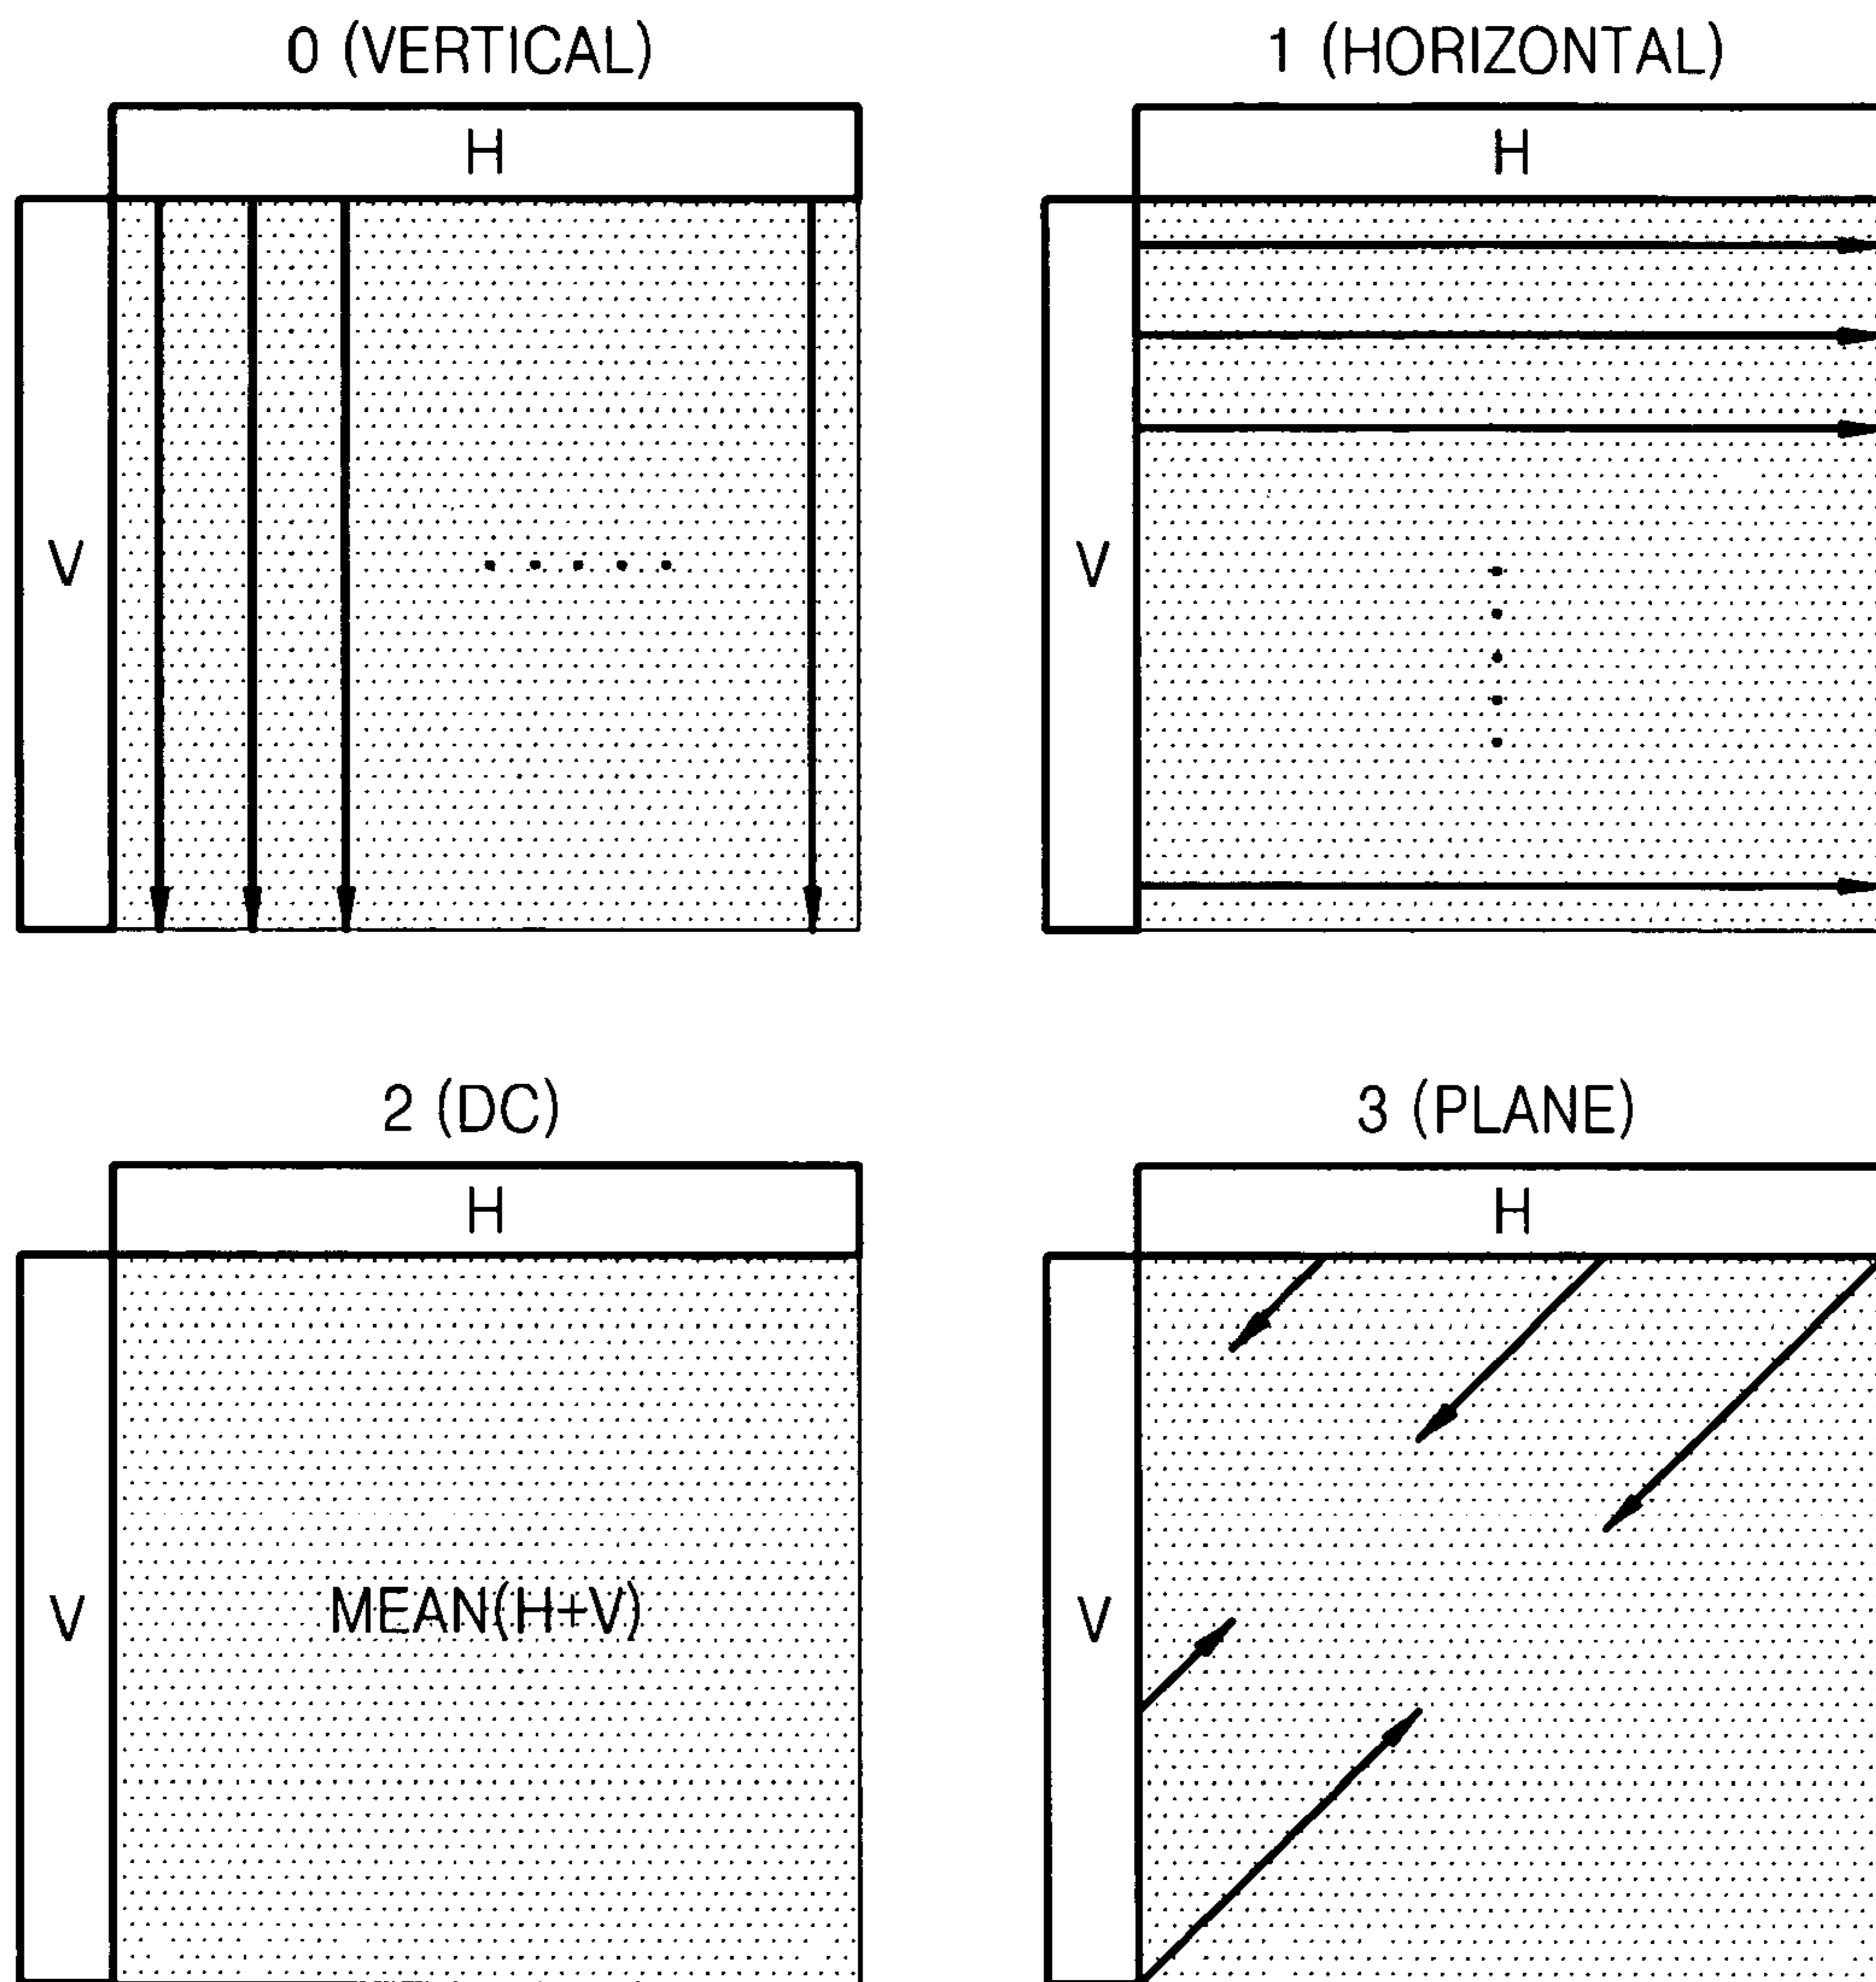 0 (VERTICAL)
H
V
1 (HORIZONTAL)
H
V
2 (DC)
H
V
MEAN(H+V)
3 (PLANE)
H
V